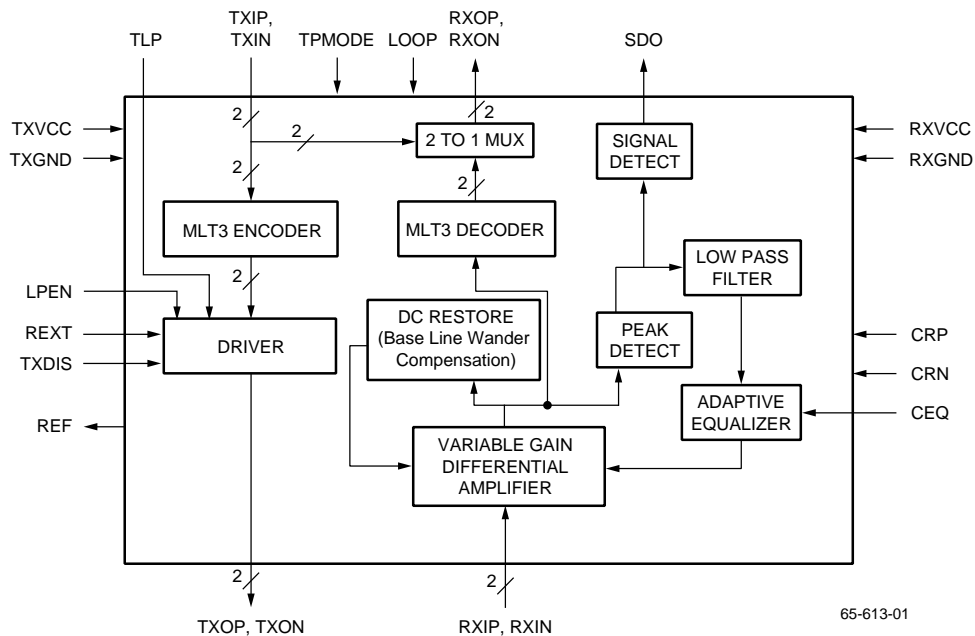 TXIP,
TXIN
RXOP,
RXON
TLP
TPMODE
LOOP
SDO
2
2
2
TXVCC
TXGND
2 TO 1 MUX
SIGNAL
DETECT
RXVCC
RXGND
2
2
MLT3 ENCODER
MLT3 DECODER
LOW PASS
FILTER
2
LPEN
REXT
TXDIS
DRIVER
DC RESTORE
(Base Line Wander
Compensation)
PEAK
DETECT
CRP
CRN
CEQ
ADAPTIVE
EQUALIZER
REF
VARIABLE GAIN
DIFFERENTIAL
AMPLIFIER
2
2
TXOP, TXON
RXIP, RXIN
65-613-01